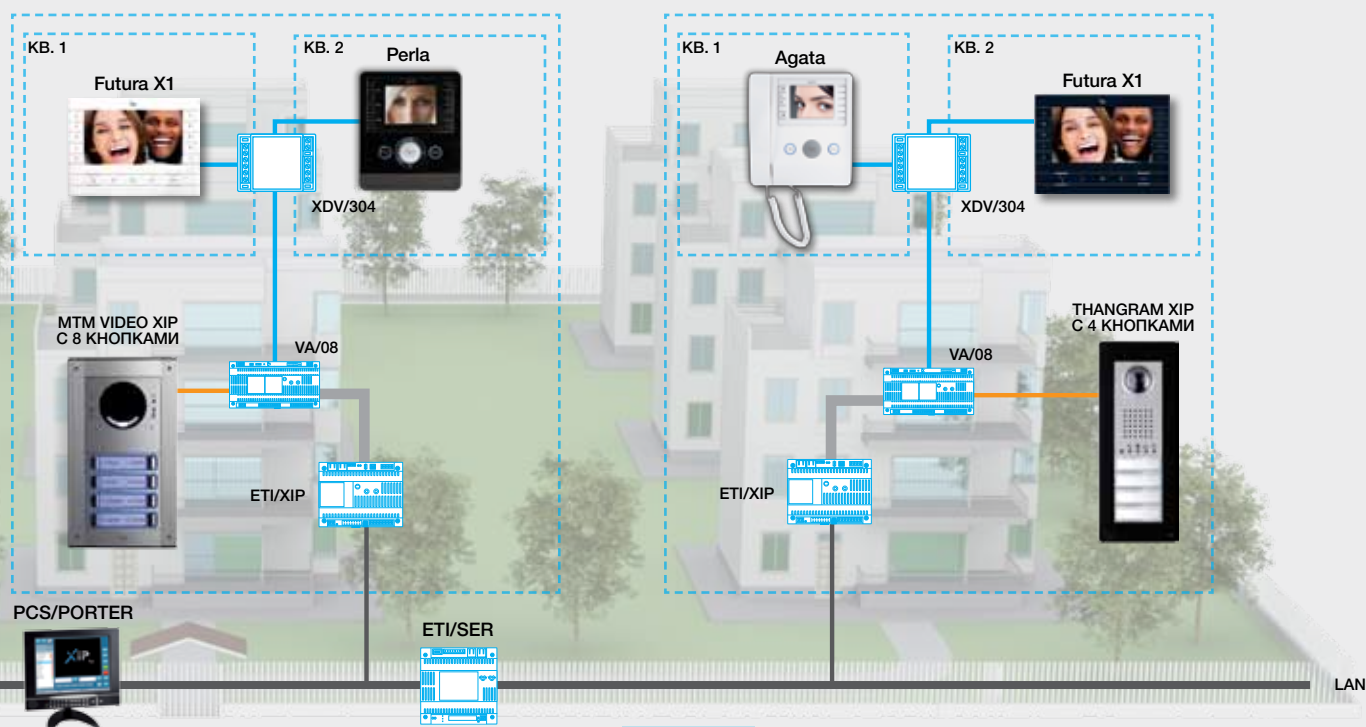 КВ. 1
КВ. 2
Perla
Futura X1
XDV/304
MTM VIDEO XIP
С 8 КНОПКАМИ
VA/08
ETI/XIP
КВ. 1
Agata
КВ. 2
Futura X1
XDV/304
THANGRAM XIP
С 4 КНОПКАМИ
VA/08
ETI/XIP
PCS/PORTER
XIP
ETI/SER
LAN